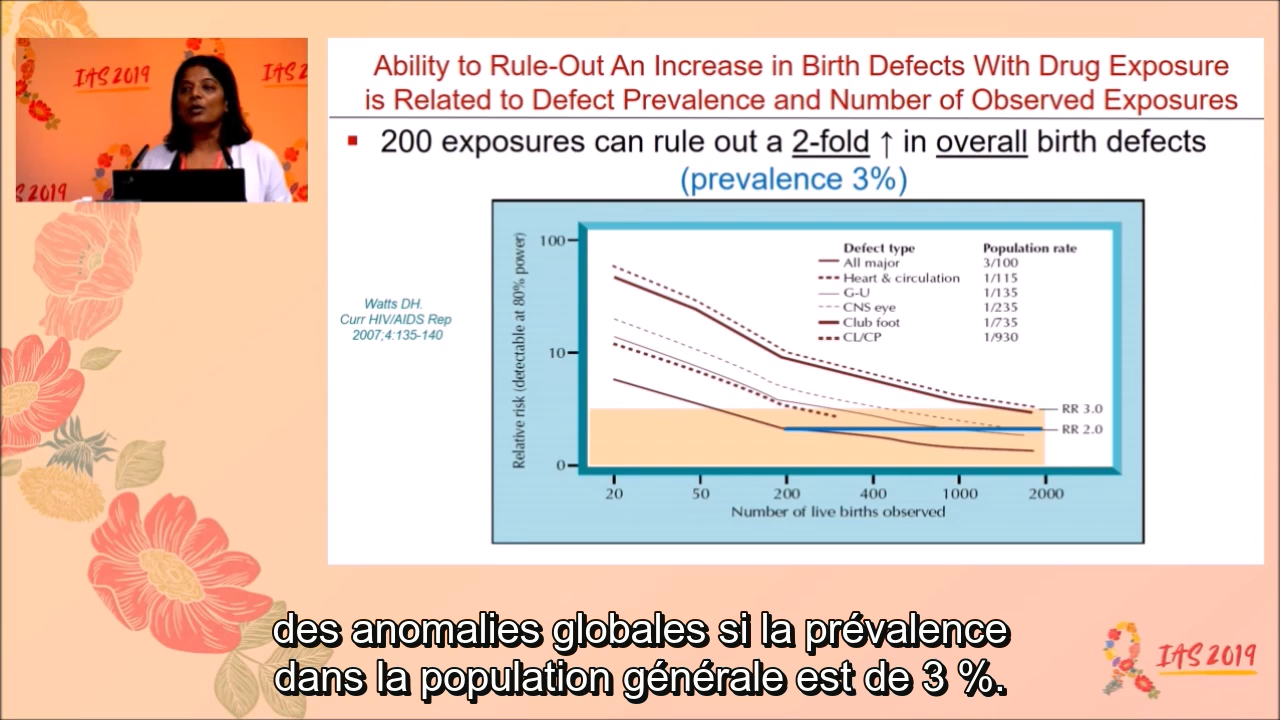 IAS 2019
IAS 2
S 2019
Ability to Rule-Out An Increase in Birth Defects With Drug Exposure
is Related to Defect Prevalence and Number of Observed Exposures
200 exposures can rule out a 2-fold ↑ in overall birth defects
(prevalence 3%)
Watts DH.
Curr HIV/AIDS Rep
2007;4:135-140
Relative risk (detectable at 80% power)
100
10
0
Defect type Population rate
All major 3/100
Heart & circulation 1/115
G-U 1/135
CNS eye 1/235
Club foot 1/735
CL/CP 1/930
RR 3.0
RR 2.0
20 50 200 400 1000 2000
Number of live births observed
des anomalies globales si la prévalence
dans la population générale est de 3 %.
IAS 2019